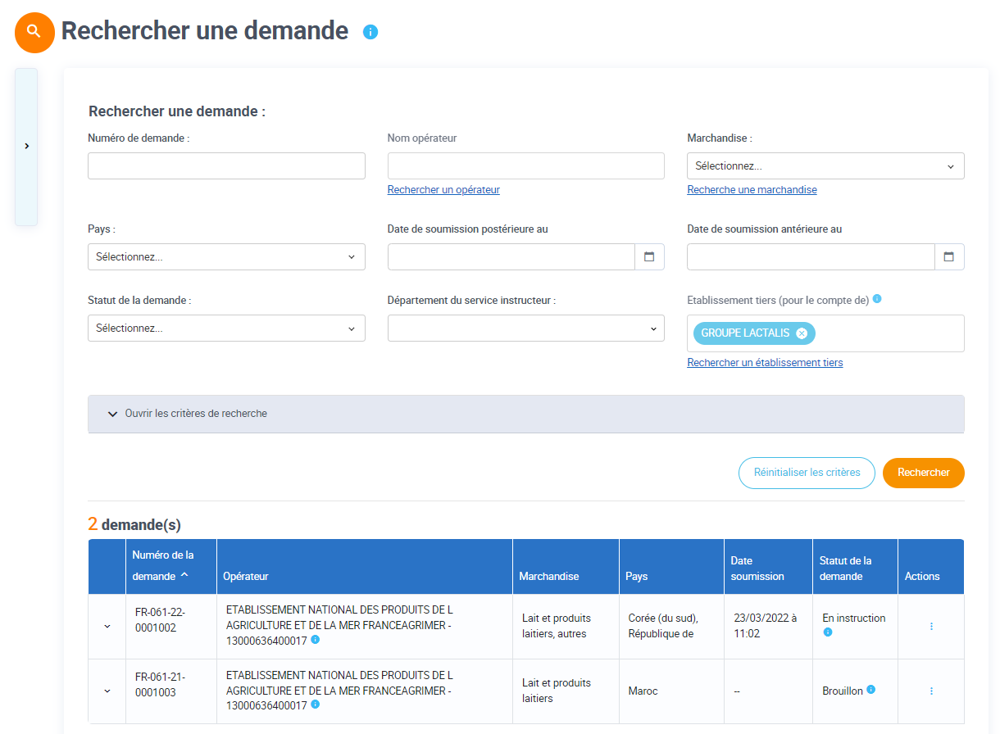 Rechercher une demande
Rechercher une demande :
Numéro de demande :
Nom opérateur
Marchandise :
Sélectionnez...
Rechercher un opérateur
Recherche une marchandise
Pays :
Date de soumission postérieure au
Date de soumission antérieure au
Sélectionnez...
Statut de la demande :
Département du service instructeur :
Etablissement tiers (pour le compte de)
Sélectionnez...
GROUPE LACTALIS
Rechercher un établissement tiers
Ouvrir les critères de recherche
Réinitialiser les critères
Rechercher
2 demande(s)
Numéro de la
demande
Opérateur
Marchandise
Pays
Date
soumission
Statut de la
demande
Actions
FR-061-22-
0001002
ETABLISSEMENT NATIONAL DES PRODUITS DE L
AGRICULTURE ET DE LA MER FRANCEAGRIMER -
13000636400017
Lait et produits
laitiers, autres
Corée (du sud),
République de
23/03/2022 à
11:02
En instruction
FR-061-21-
0001003
ETABLISSEMENT NATIONAL DES PRODUITS DE L
AGRICULTURE ET DE LA MER FRANCEAGRIMER -
13000636400017
Lait et produits
laitiers
Maroc
--
Brouillon